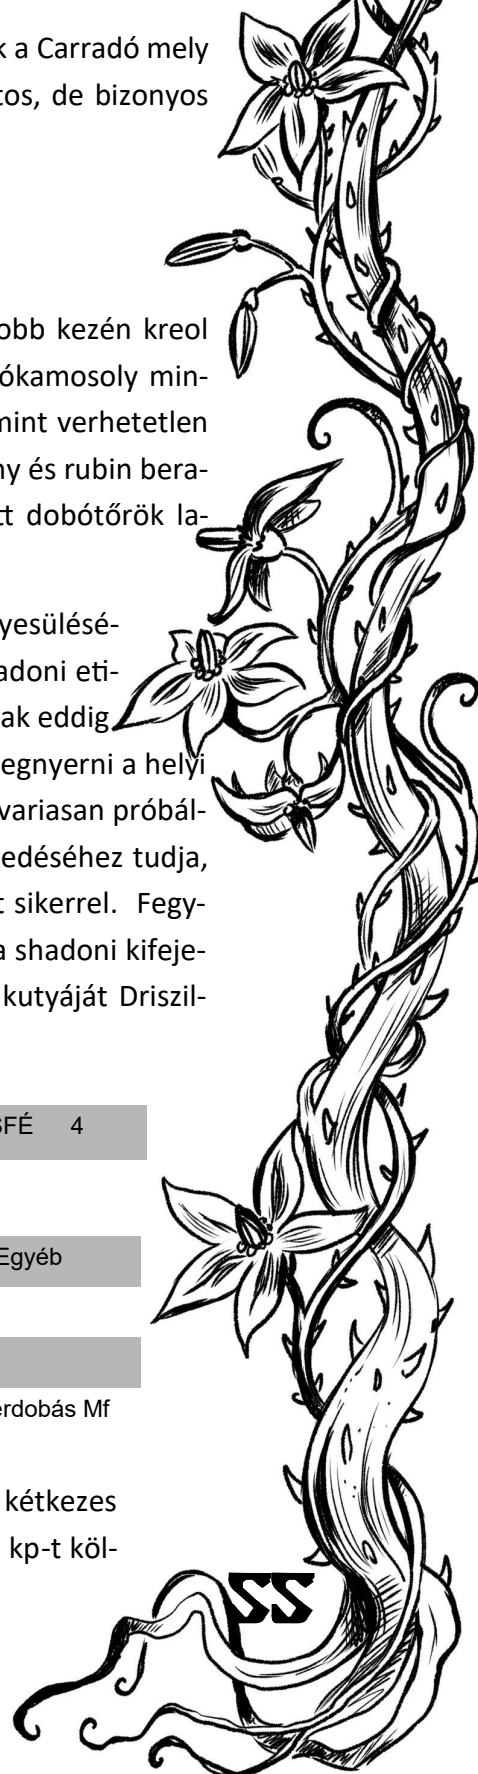 k a Carradó mely
tos, de bizonyos
obb kezén kreol
ókamosoly min-
mint verhetetlen
ny és rubin bera-
tt dobótőrök la-
yesülésé-
adoni eti-
ak eddig
egnyerni a helyi
variasan próbál-
edéséhez tudja,
t sikerrel. Fegy-
a shadoni kifeje-
kutyáját Driszil-
SFÉ 4
Egyéb
erdobás Mf
kétkezes
kp-t köl-
55